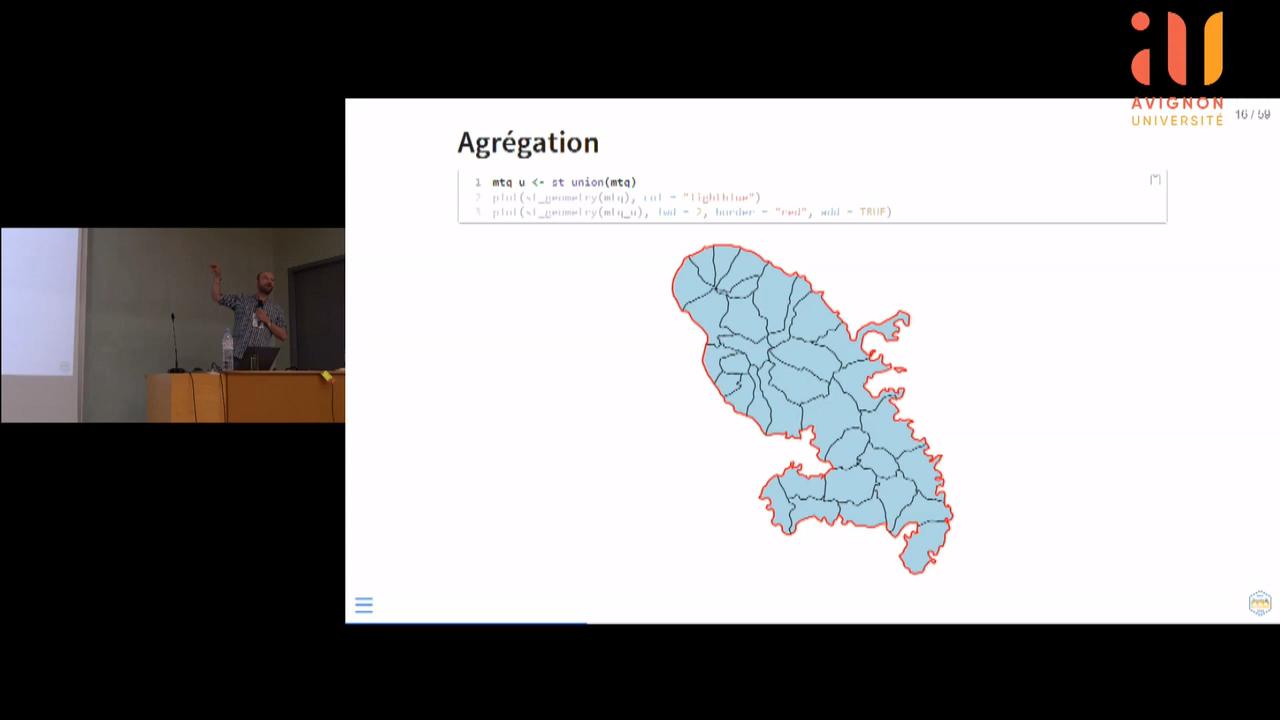 AVIGNON
UNIVERSITÉ
16 / 59
Agrégation
1 mtq_u <- st_union(mtq)
2 plot(st_geometry(mtq), col = "lightblue")
3 plot(st_geometry(mtq_u), lwd = 2, border = "red", add = TRUE)